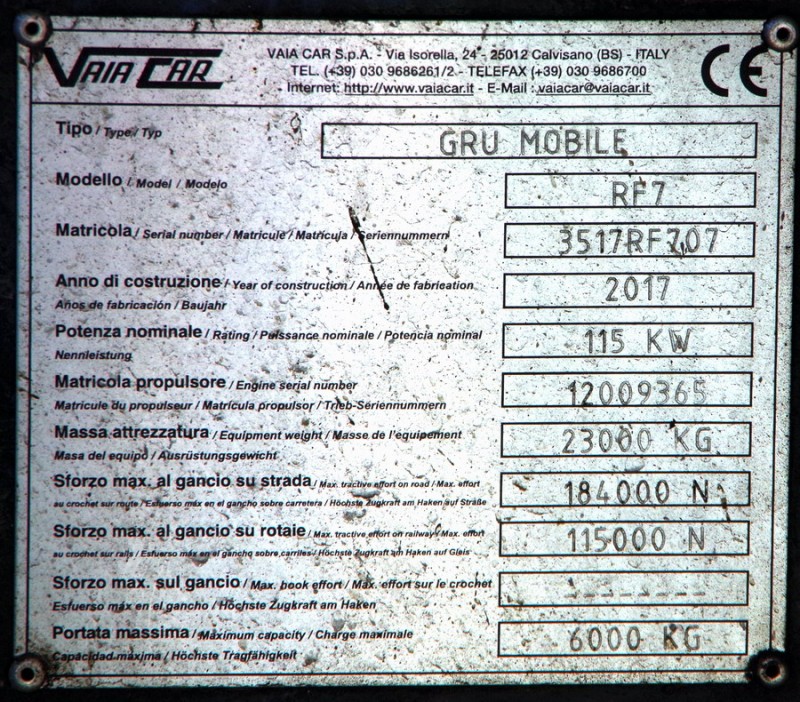 VAIA CAR
VAIA CAR S.p.A. - Via Isorella, 24 - 25012 Calvisano (BS) - ITALY
TEL. (+39) 030 9686261/2 - TELEFAX (+39) 030 9686700
Internet: http://www.vaiacar.it - E-Mail : vaiacar@vaiacar.it
CE
Tipo / Type / Typ GRU MOBILE
Modello / Model / Modelo RF7
Matricola / Serial number / Matricule / Matricuja / Seriennummern 3517RF707
Anno di costruzione / Year of construction / Année de fabrication 2017
Años de fabricación / Baujahr
Potenza nominale / Rating / Puissance nominale / Potencia nominal 115 KW
Nennleistung
Matricola propulsore / Engine serial number 12009365
Matricule du propulseur / Matrícula propulsor / Trieb-Seriennummern
Massa attrezzatura / Equipment weight / Masse de l'équipement 23000 KG
Masa del equipo / Ausrüstungsgewicht
Sforzo max. al gancio su strada / Max. tractive effort on road / Max. effort 184000 N
au crochet sur route / Esfuerso máx en el gancho sobre carretera / Höchste Zugkraft am Haken auf Straße
Sforzo max. al gancio su rotaie / Max. tractive effort on railway / Max. effort 115000 N
au crochet sur rails / Esfuerso máx en el gancho sobre carriles / Höchste Zugkraft am Haken auf Gleis
Sforzo max. sul gancio / Max. book effort / Max. effort sur le crochet --------
Esfuerso máx en el gancho / Höchste Zugkraft am Haken
Portata massima / Maximum capacity / Charge maximale 6000 KG
Capacidad máxjma / Höchste Tragfähigkeit